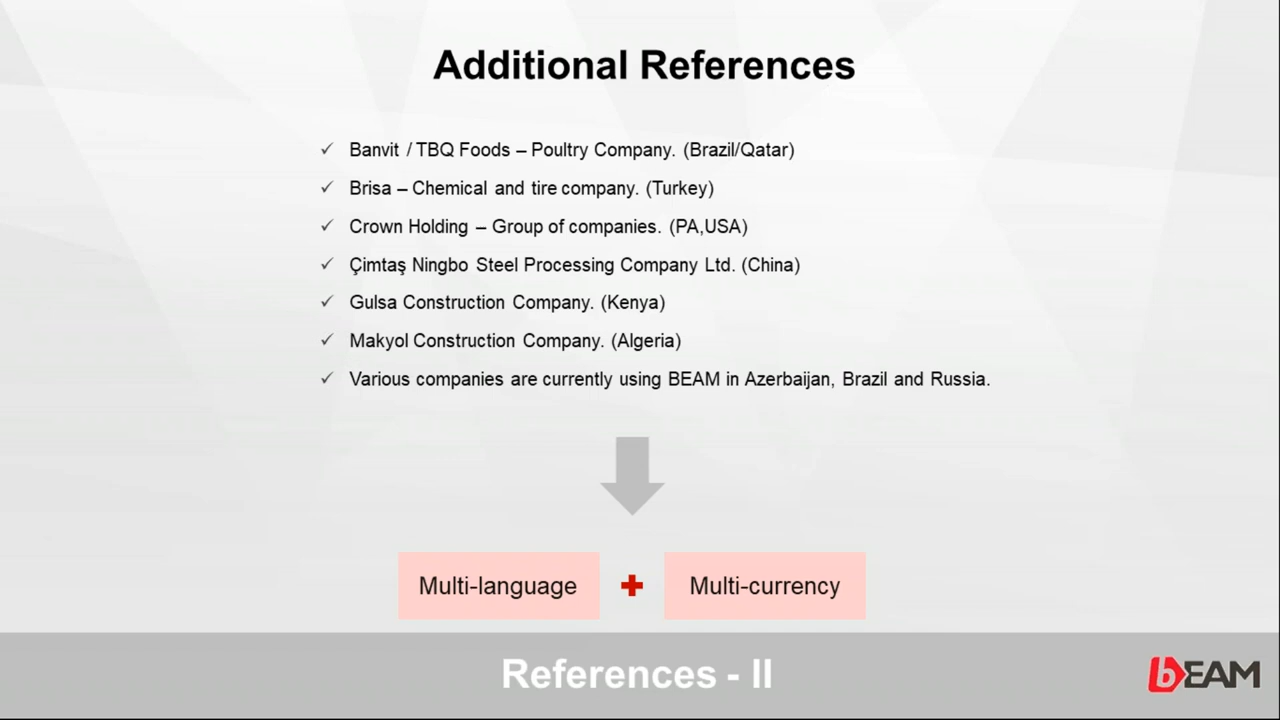 Additional References
✓ Banvit / TBQ Foods – Poultry Company. (Brazil/Qatar)
✓ Brisa – Chemical and tire company. (Turkey)
✓ Crown Holding – Group of companies. (PA,USA)
✓ Çimtaş Ningbo Steel Processing Company Ltd. (China)
✓ Gulsa Construction Company. (Kenya)
✓ Makyol Construction Company. (Algeria)
✓ Various companies are currently using BEAM in Azerbaijan, Brazil and Russia.
Multi-language + Multi-currency
References - II
bEAM